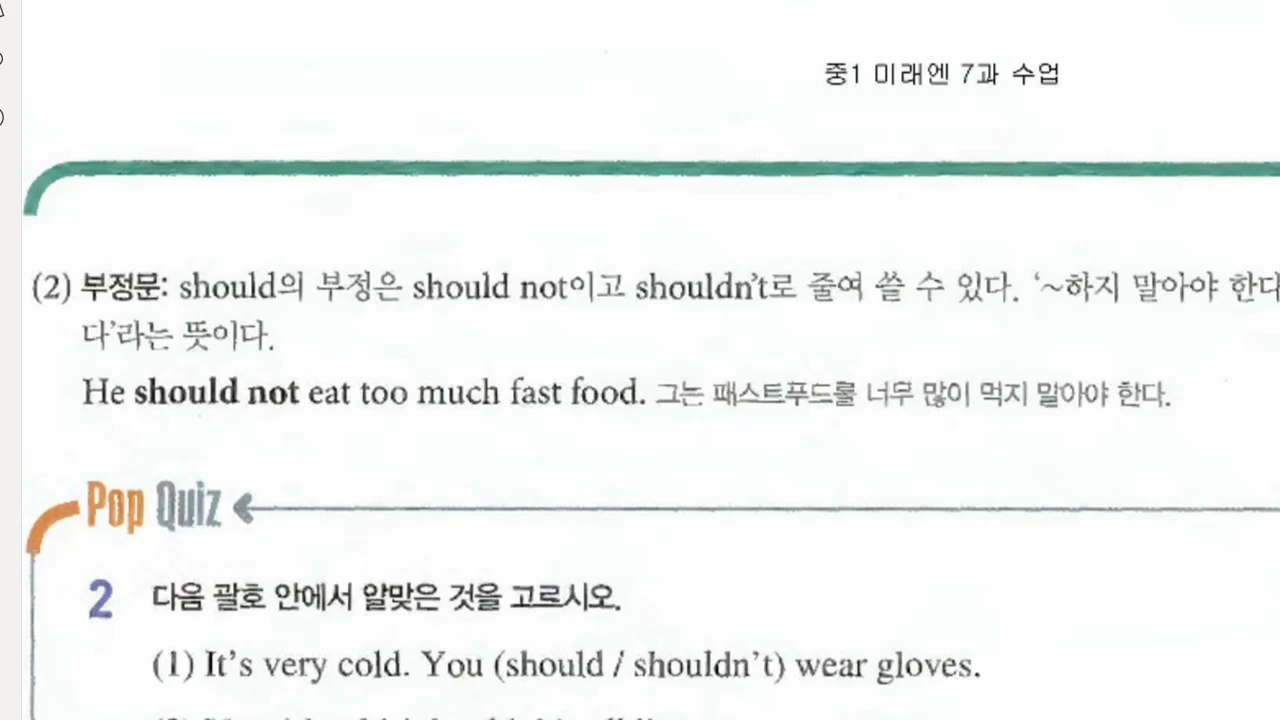 중1 미래엔 7과 수업
(2) 부정문: should의 부정은 should not이고 shouldn't로 줄여 쓸 수 있다. '~하지 말아야 한다
다'라는 뜻이다.
He should not eat too much fast food. 그는 패스트푸드를 너무 많이 먹지 말아야 한다.
Pop Quiz
2 다음 괄호 안에서 알맞은 것을 고르시오.
(1) It's very cold. You (should / shouldn't) wear gloves.